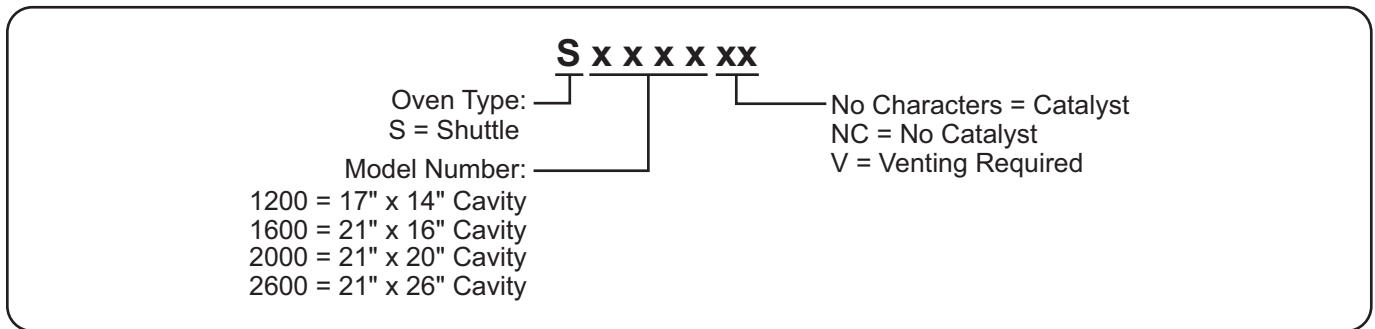 S x x x x xx
Oven Type:
S = Shuttle
Model Number:
1200 = 17" x 14" Cavity
1600 = 21" x 16" Cavity
2000 = 21" x 20" Cavity
2600 = 21" x 26" Cavity
No Characters = Catalyst
NC = No Catalyst
V = Venting Required